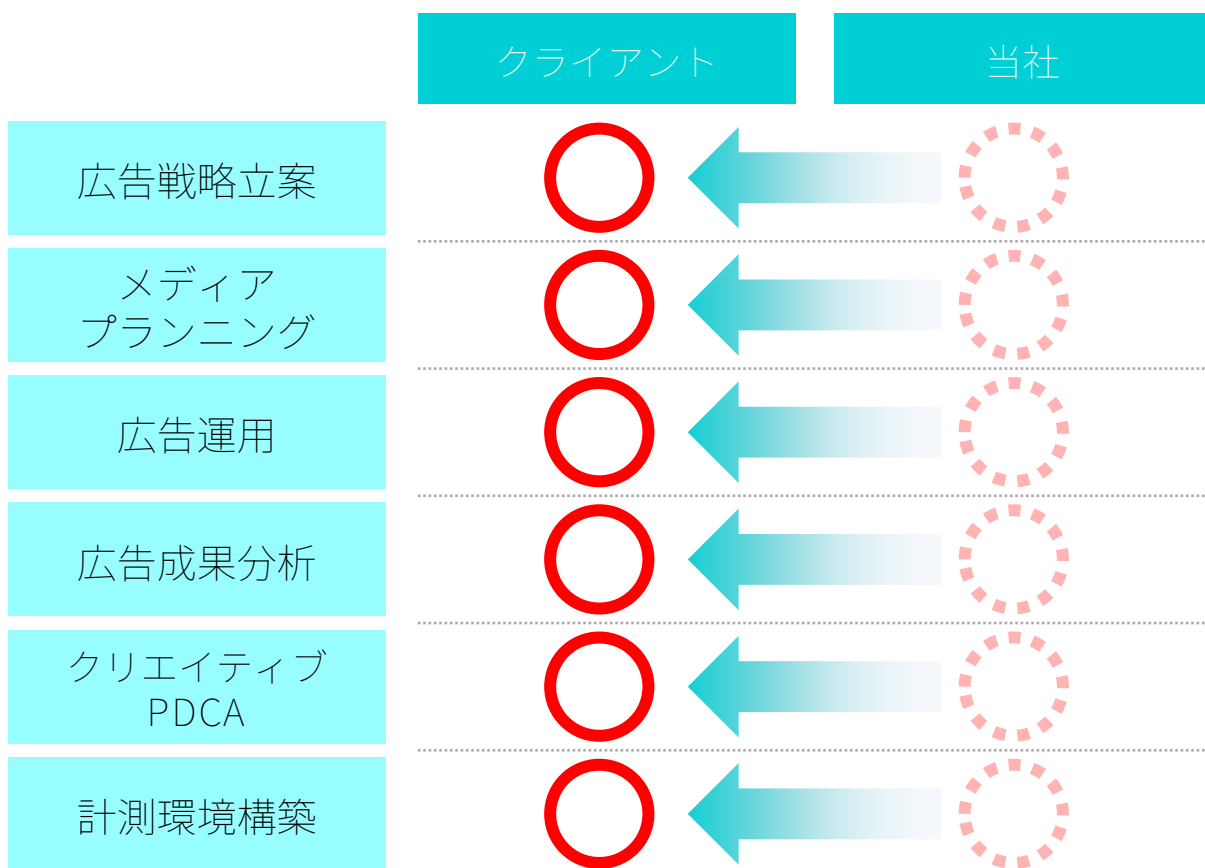 クライアント
当社
広告戦略立案
メディア
プランニング
広告運用
広告成果分析
クリエイティブ
PDCA
計測環境構築